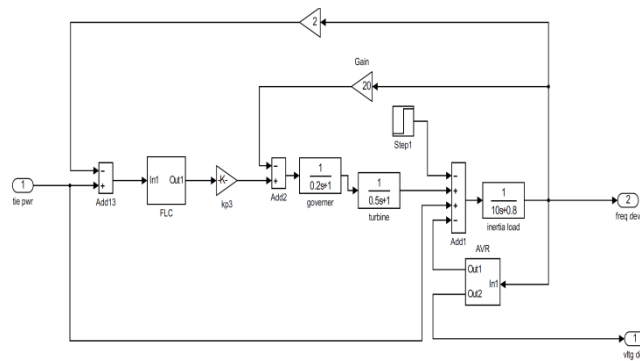 2
Gain
20
Step1
1
tie pwr
Add13
In1 Out1
FLC
-K-
kp3
Add2
1
0.2s+1
governer
1
0.5s+1
turbine
Add1
1
10s+0.8
inertia load
2
freq dev
AVR
Out1
In1
Out2
1